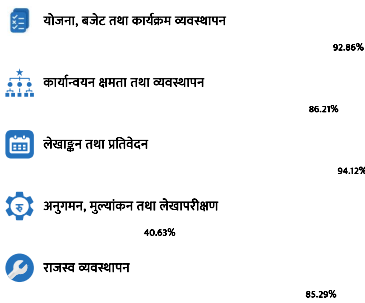 योजना, बजेट तथा कार्यक्रम व्यवस्थापन
92.86%
कार्यान्वयन क्षमता तथा व्यवस्थापन
86.21%
लेखाङ्कन तथा प्रतिवेदन
94.12%
अनुगमन, मुल्यांकन तथा लेखापरीक्षण
40.63%
राजस्व व्यवस्थापन
85.29%